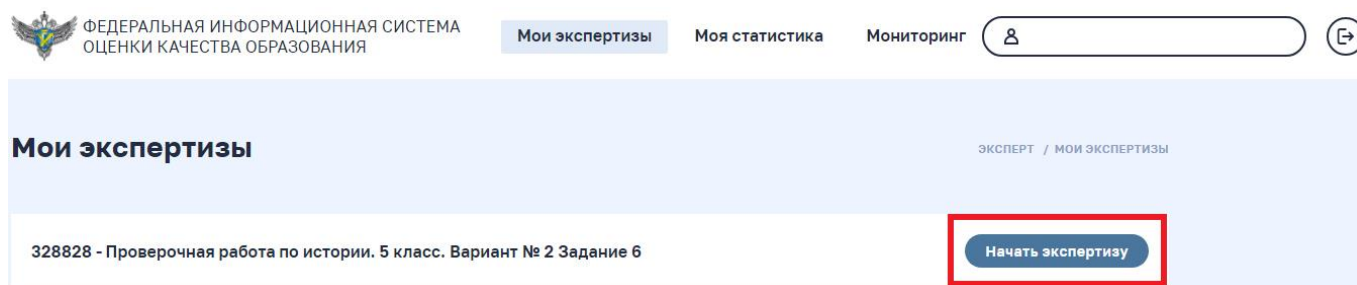 ФЕДЕРАЛЬНАЯ ИНФОРМАЦИОННАЯ СИСТЕМА
ОЦЕНКИ КАЧЕСТВА ОБРАЗОВАНИЯ
Мои экспертизы
Моя статистика
Мониторинг
Мои экспертизы
ЭКСПЕРТ / МОИ ЭКСПЕРТИЗЫ
328828 - Проверочная работа по истории. 5 класс. Вариант № 2 Задание 6
Начать экспертизу